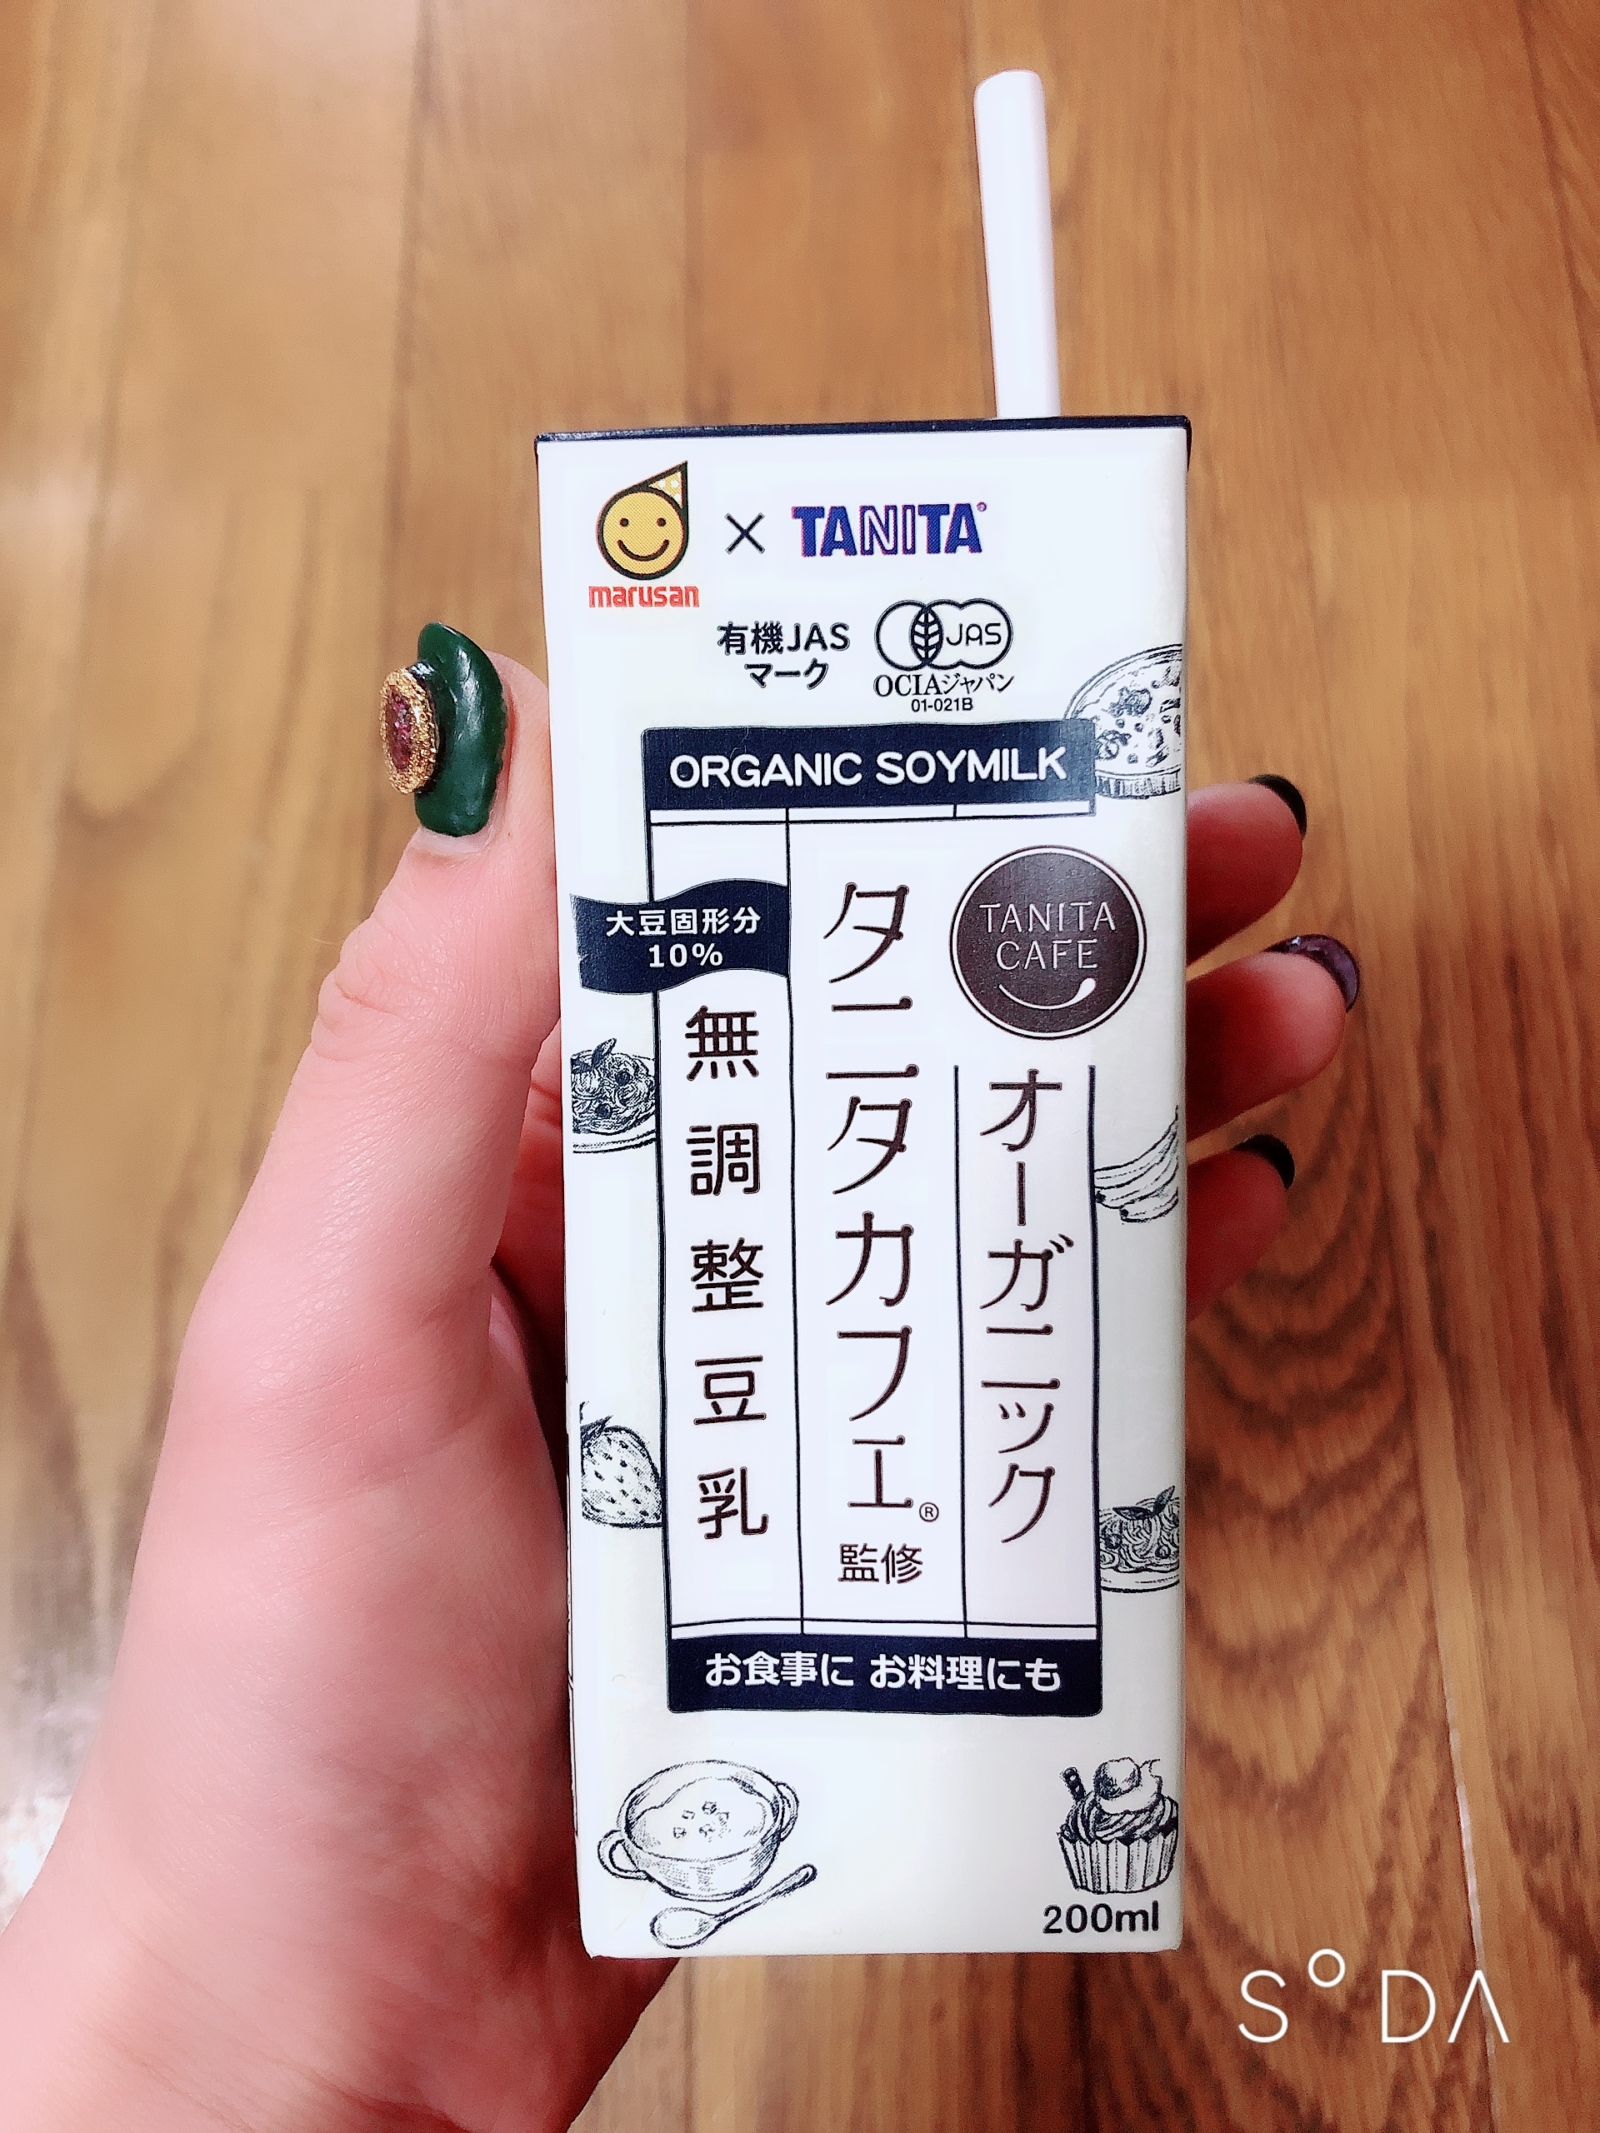 marusan
×
TANITA®
有機JAS
マーク
JAS
OCIAジャパン
01-021B
ORGANIC SOYMILK
TANITA
CAFE
オーガニック
タニタカフェ®
監修
大豆固形分
10%
無調整豆乳
お食事に お料理にも
200ml
SODA